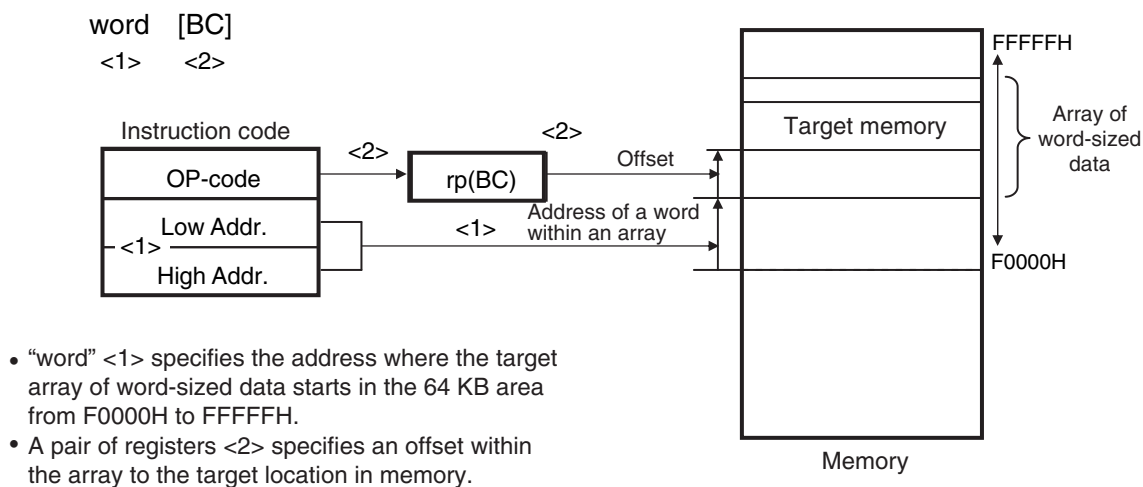 word [BC]
<1> <2>
Instruction code
OP-code
Low Addr.
<1>
High Addr.
<2>
rp(BC)
<2>
Offset
<1>
Address of a word
within an array
Target memory
FFFFFH
Array of
word-sized
data
F0000H
Memory
• “word” <1> specifies the address where the target
array of word-sized data starts in the 64 KB area
from F0000H to FFFFFH.
• A pair of registers <2> specifies an offset within
the array to the target location in memory.